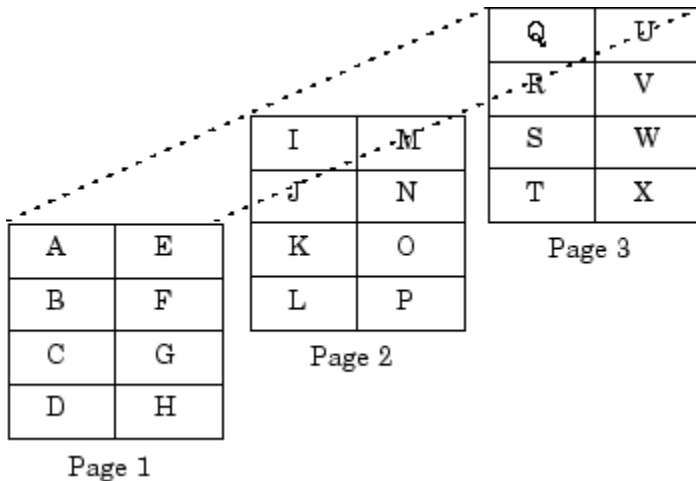 A E
B F
C G
D H
Page 1
I M
J N
K O
L P
Page 2
Q U
R V
S W
T X
Page 3